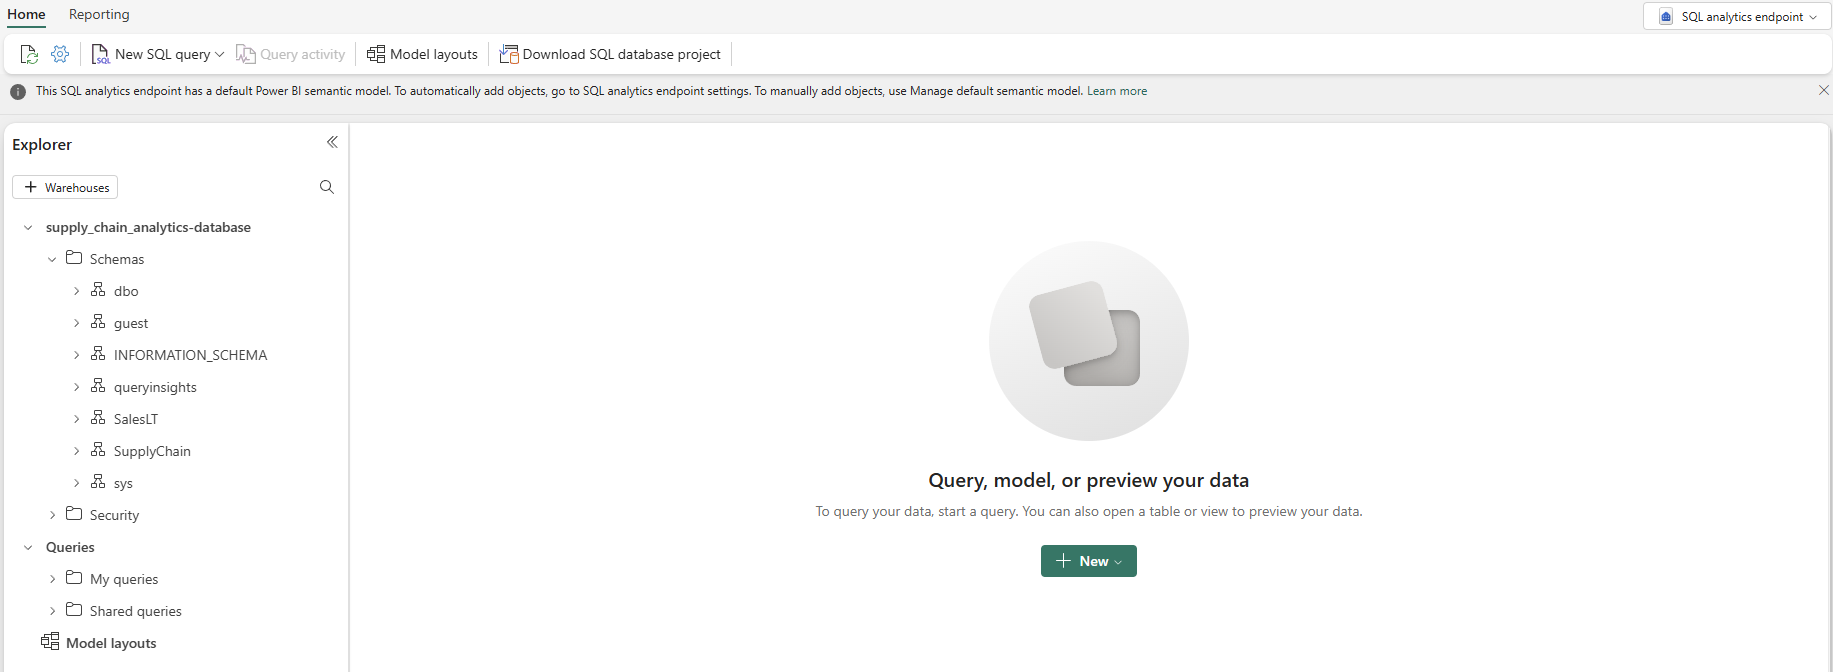 Home Reporting
SQL analytics endpoint
SQL New SQL query Query activity Model layouts Download SQL database project
This SQL analytics endpoint has a default Power BI semantic model. To automatically add objects, go to SQL analytics endpoint settings. To manually add objects, use Manage default semantic model. Learn more
Explorer
Warehouses
supply_chain_analytics-database
Schemas
dbo
guest
INFORMATION_SCHEMA
queryinsights
SalesLT
SupplyChain
sys
Security
Queries
My queries
Shared queries
Model layouts
Query, model, or preview your data
To query your data, start a query. You can also open a table or view to preview your data.
New